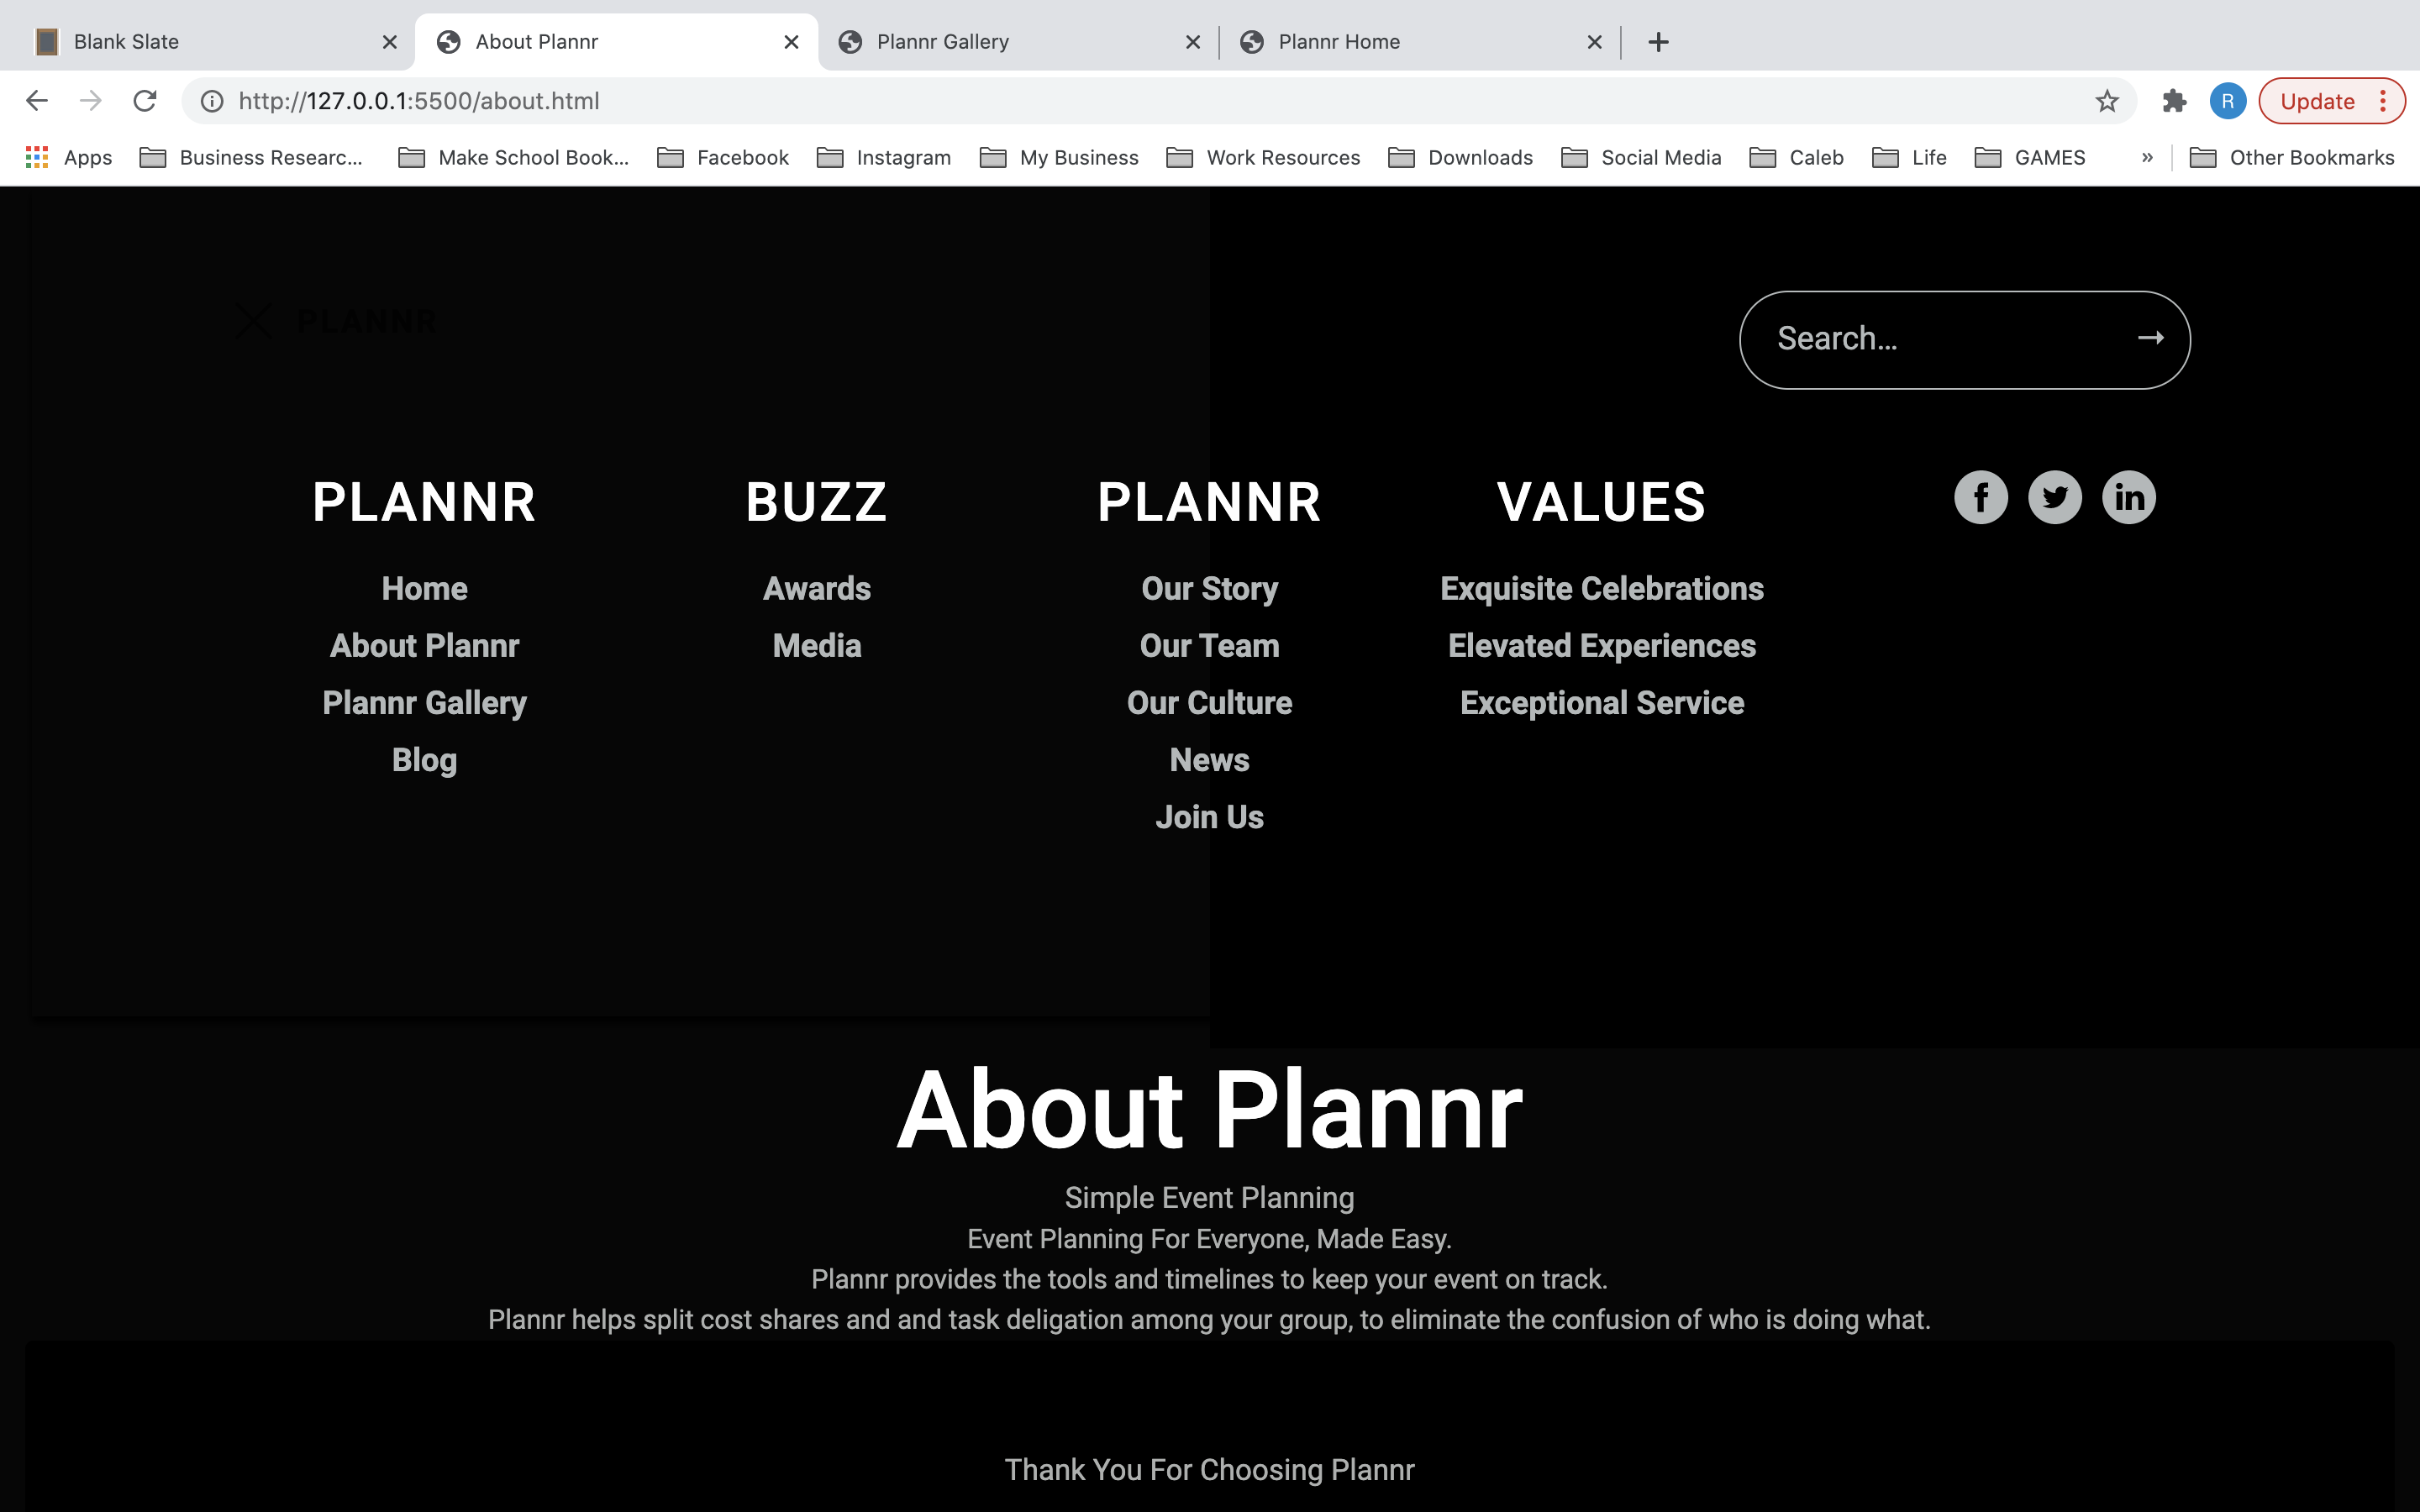 Blank Slate
About Plannr
Plannr Gallery
Plannr Home
http://127.0.0.1:5500/about.html
R
Update
Apps
Business Researc...
Make School Book...
Facebook
Instagram
My Business
Work Resources
Downloads
Social Media
Caleb
Life
GAMES
»
Other Bookmarks
PLANNR
Search...
PLANNR
Home
About Plannr
Plannr Gallery
Blog
BUZZ
Awards
Media
PLANNR
Our Story
Our Team
Our Culture
News
Join Us
VALUES
Exquisite Celebrations
Elevated Experiences
Exceptional Service
f
in
About Plannr
Simple Event Planning
Event Planning For Everyone, Made Easy.
Plannr provides the tools and timelines to keep your event on track.
Plannr helps split cost shares and and task deligation among your group, to eliminate the confusion of who is doing what.
Thank You For Choosing Plannr